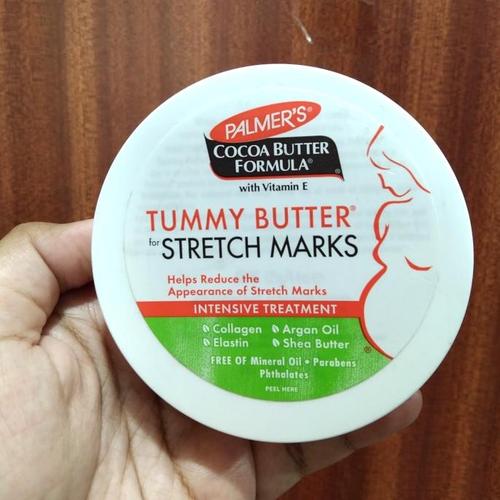 PALMER'S®
COCOA BUTTER
FORMULA®
with Vitamin E
TUMMY BUTTER®
for STRETCH MARKS
Helps Reduce the
Appearance of Stretch Marks
INTENSIVE TREATMENT
Collagen Argan Oil
Elastin Shea Butter
FREE OF Mineral Oil • Parabens
Phthalates
PEEL HERE